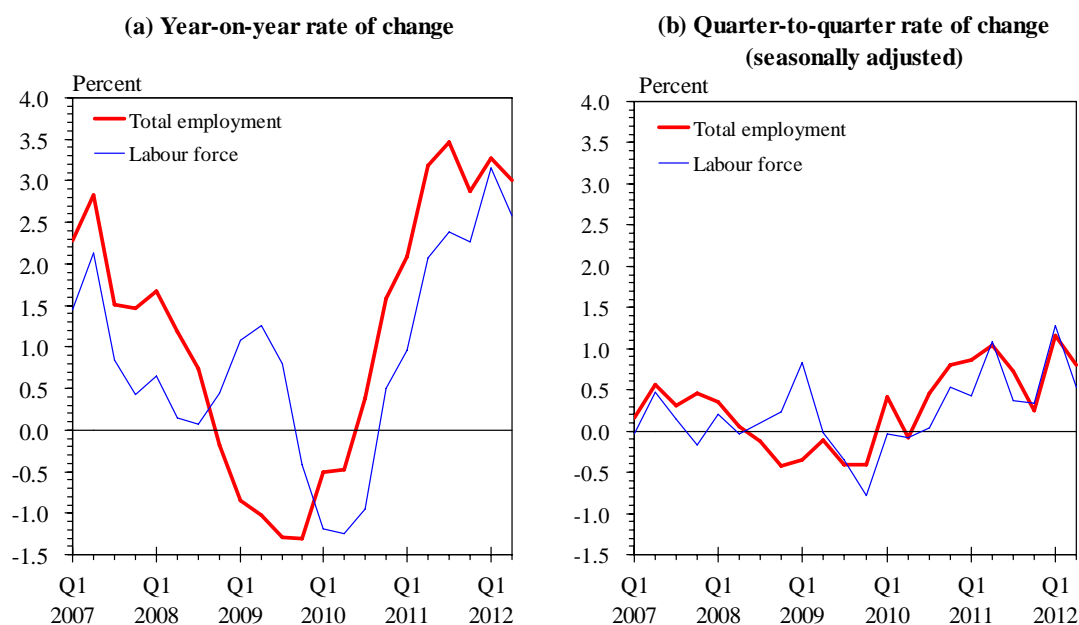 (a) Year-on-year rate of change
Percent
4.0
3.5
3.0
2.5
2.0
1.5
1.0
0.5
0.0
-0.5
-1.0
-1.5
Total employment
Labour force
Q1 Q1 Q1 Q1 Q1 Q1
2007 2008 2009 2010 2011 2012
(b) Quarter-to-quarter rate of change
(seasonally adjusted)
Percent
4.0
3.5
3.0
2.5
2.0
1.5
1.0
0.5
0.0
-0.5
-1.0
-1.5
Total employment
Labour force
Q1 Q1 Q1 Q1 Q1 Q1
2007 2008 2009 2010 2011 2012